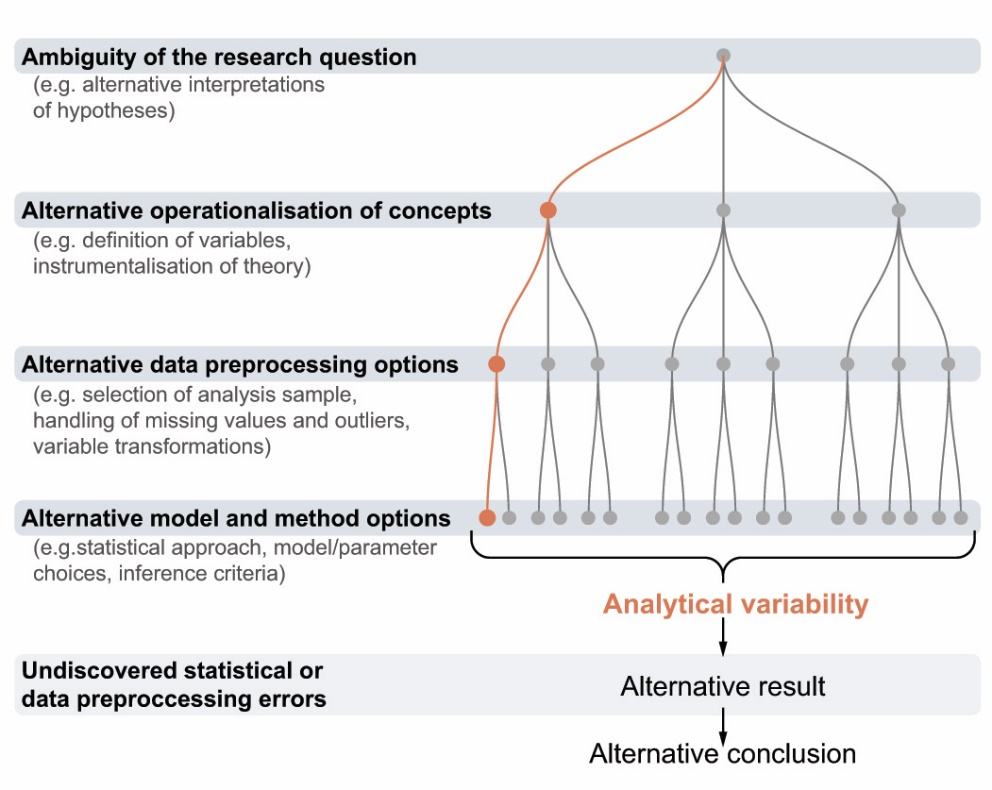 Ambiguity of the research question
(e.g. alternative interpretations
of hypotheses)
Alternative operationalisation of concepts
(e.g. definition of variables,
instrumentalisation of theory)
Alternative data preprocessing options
(e.g. selection of analysis sample,
handling of missing values and outliers,
variable transformations)
Alternative model and method options
(e.g.statistical approach, model/parameter
choices, inference criteria)
Analytical variability
Undiscovered statistical or
data preproccessing errors
Alternative result
Alternative conclusion